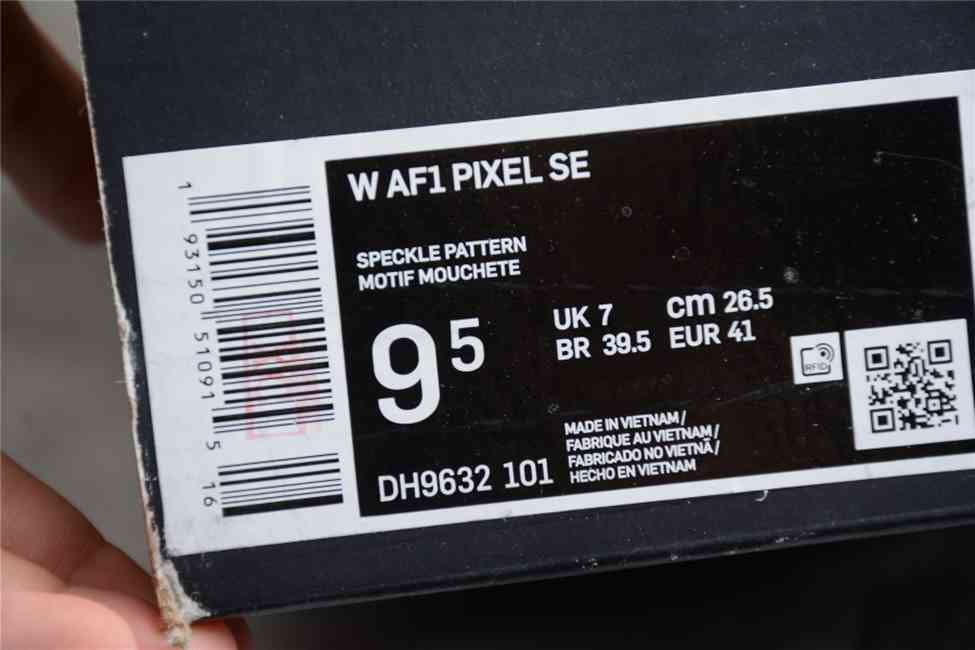 W AF1 PIXEL SE
SPECKLE PATTERN
MOTIF MOUCHETE
9 5
UK 7 cm 26.5
BR 39.5 EUR 41
RFID
MADE IN VIETNAM /
FABRIQUE AU VIETNAM /
FABRICADO NO VIETNÃ /
HECHO EN VIETNAM
DH9632 101
1 93150 51091 5 16